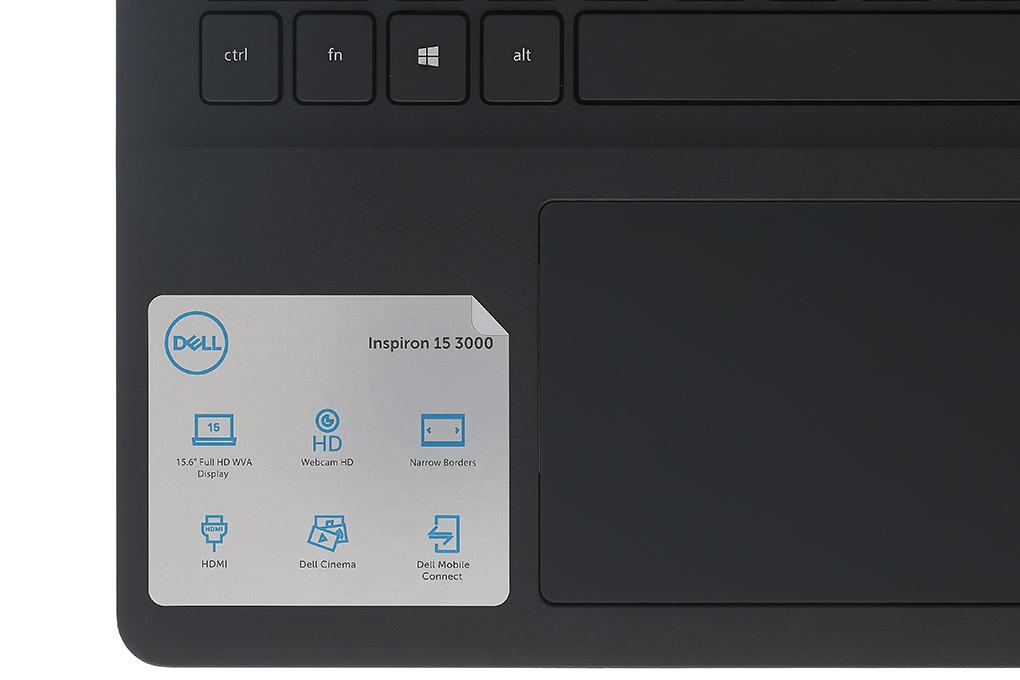 ctrl fn alt
DELL
Inspiron 15 3000
15
HD
15.6" Full HD WVA
Display
Webcam HD
Narrow Borders
HDMI
HDMI
Dell Cinema
Dell Mobile
Connect